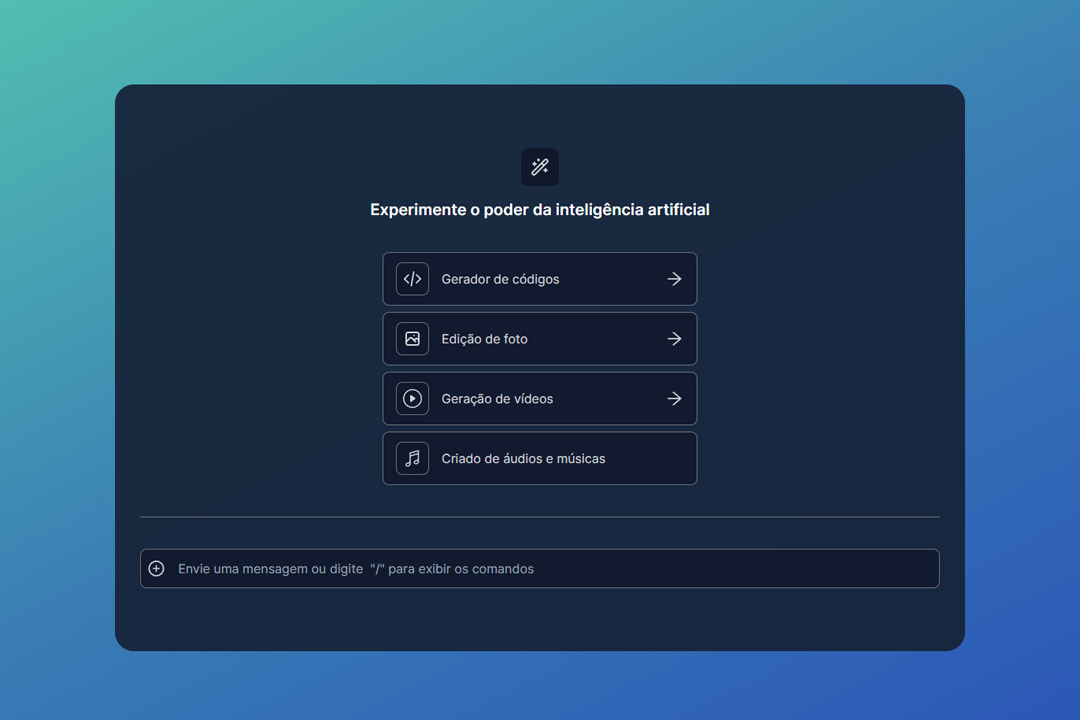 Experimente o poder da inteligência artificial
Gerador de códigos
Edição de foto
Geração de vídeos
Criado de áudios e músicas
Envie uma mensagem ou digite  "/" para exibir os comandos